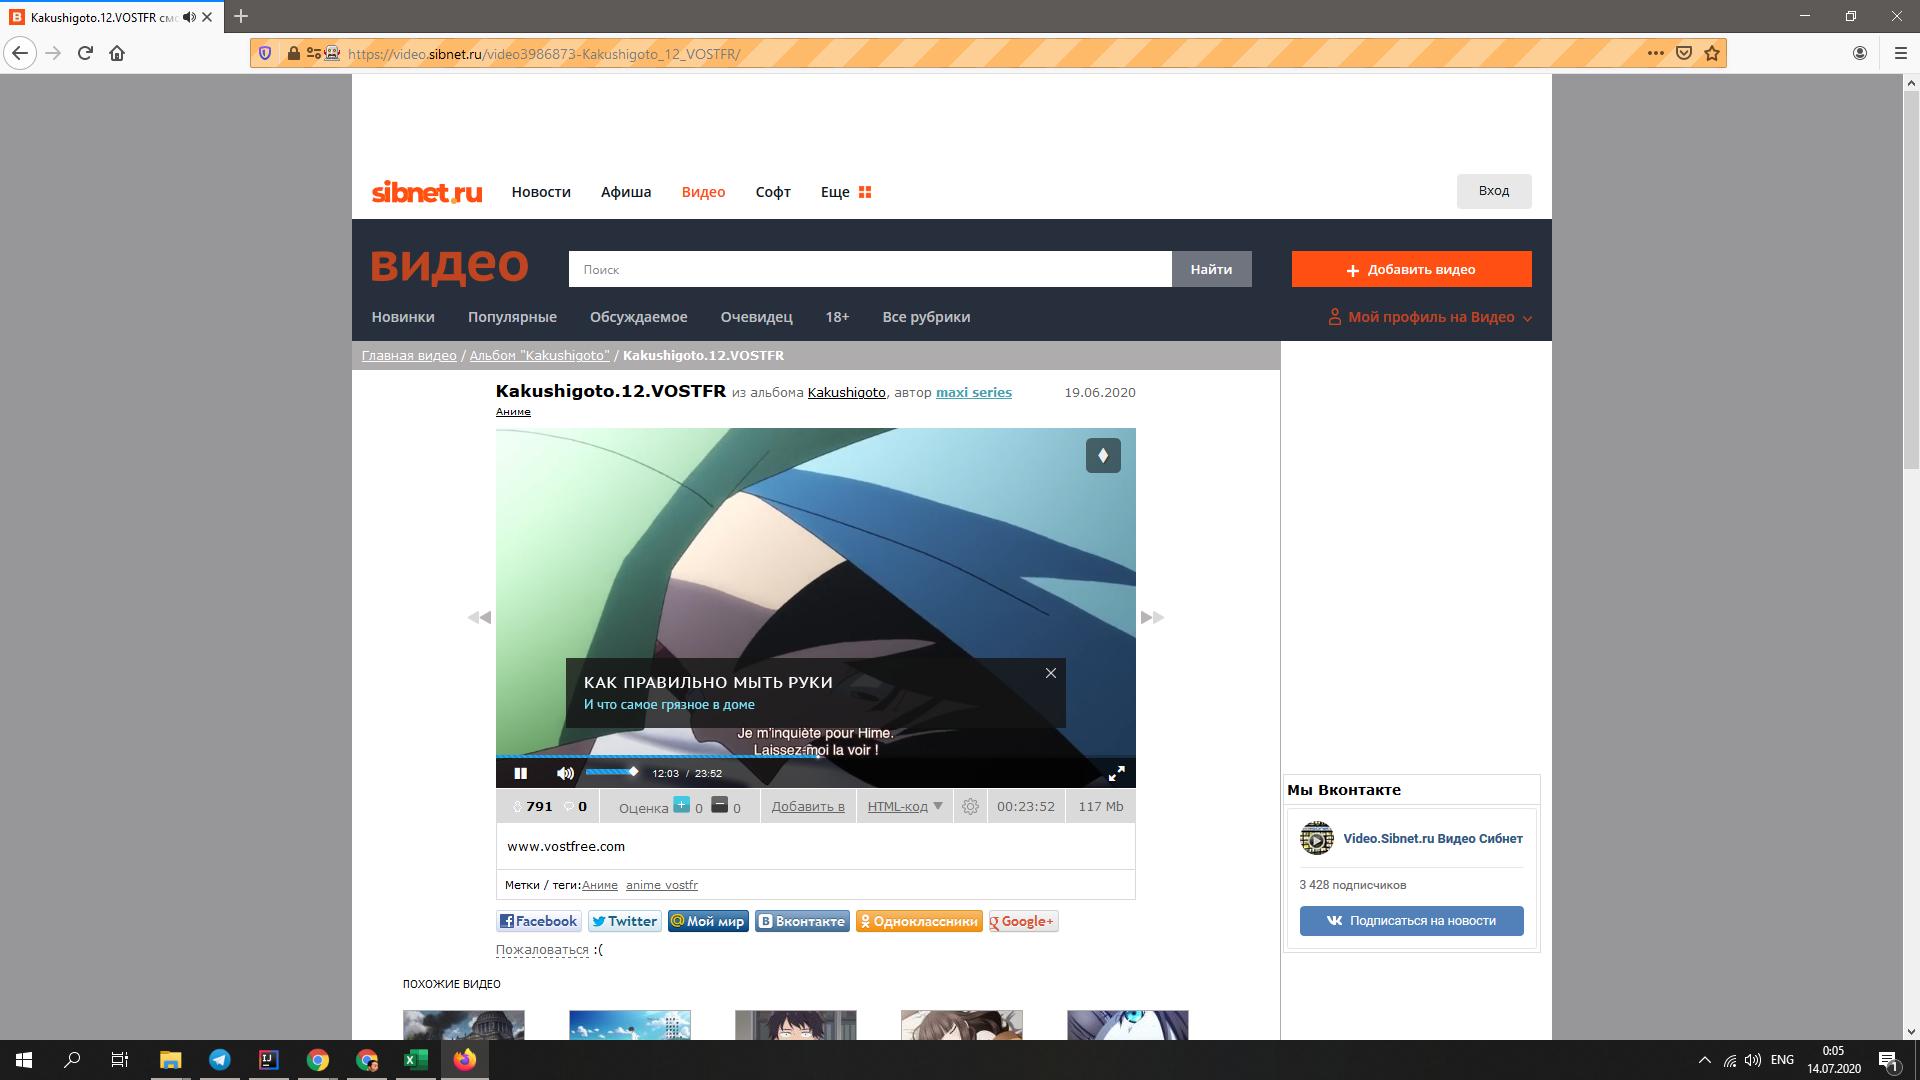 Kakushigoto.12.VOSTFR смо
https://video.sibnet.ru/video3986873-Kakushigoto_12_VOSTFR/
sibnet.ru Новости Афиша Видео Софт Еще Вход
видео Поиск Найти + Добавить видео
Новинки Популярные Обсуждаемое Очевидец 18+ Все рубрики Мой профиль на Видео
Главная видео / Альбом "Kakushigoto" / Kakushigoto.12.VOSTFR
Kakushigoto.12.VOSTFR из альбома Kakushigoto, автор maxi series 19.06.2020
Аниме
КАК ПРАВИЛЬНО МЫТЬ РУКИ
И что самое грязное в доме
Je m'inquiète pour Hime.
Laissez-moi la voir !
12:03 / 23:52
791 0 Оценка 0 0 Добавить в HTML-код 00:23:52 117 Mb
www.vostfree.com
Метки / теги:Аниме anime vostfr
Facebook Twitter Мой мир Вконтакте Одноклассники Google+
Пожаловаться :(
ПОХОЖИЕ ВИДЕО
Мы Вконтакте
Video.Sibnet.ru Видео Сибнет
3 428 подписчиков
Подписаться на новости
ENG 0:05
14.07.2020 1